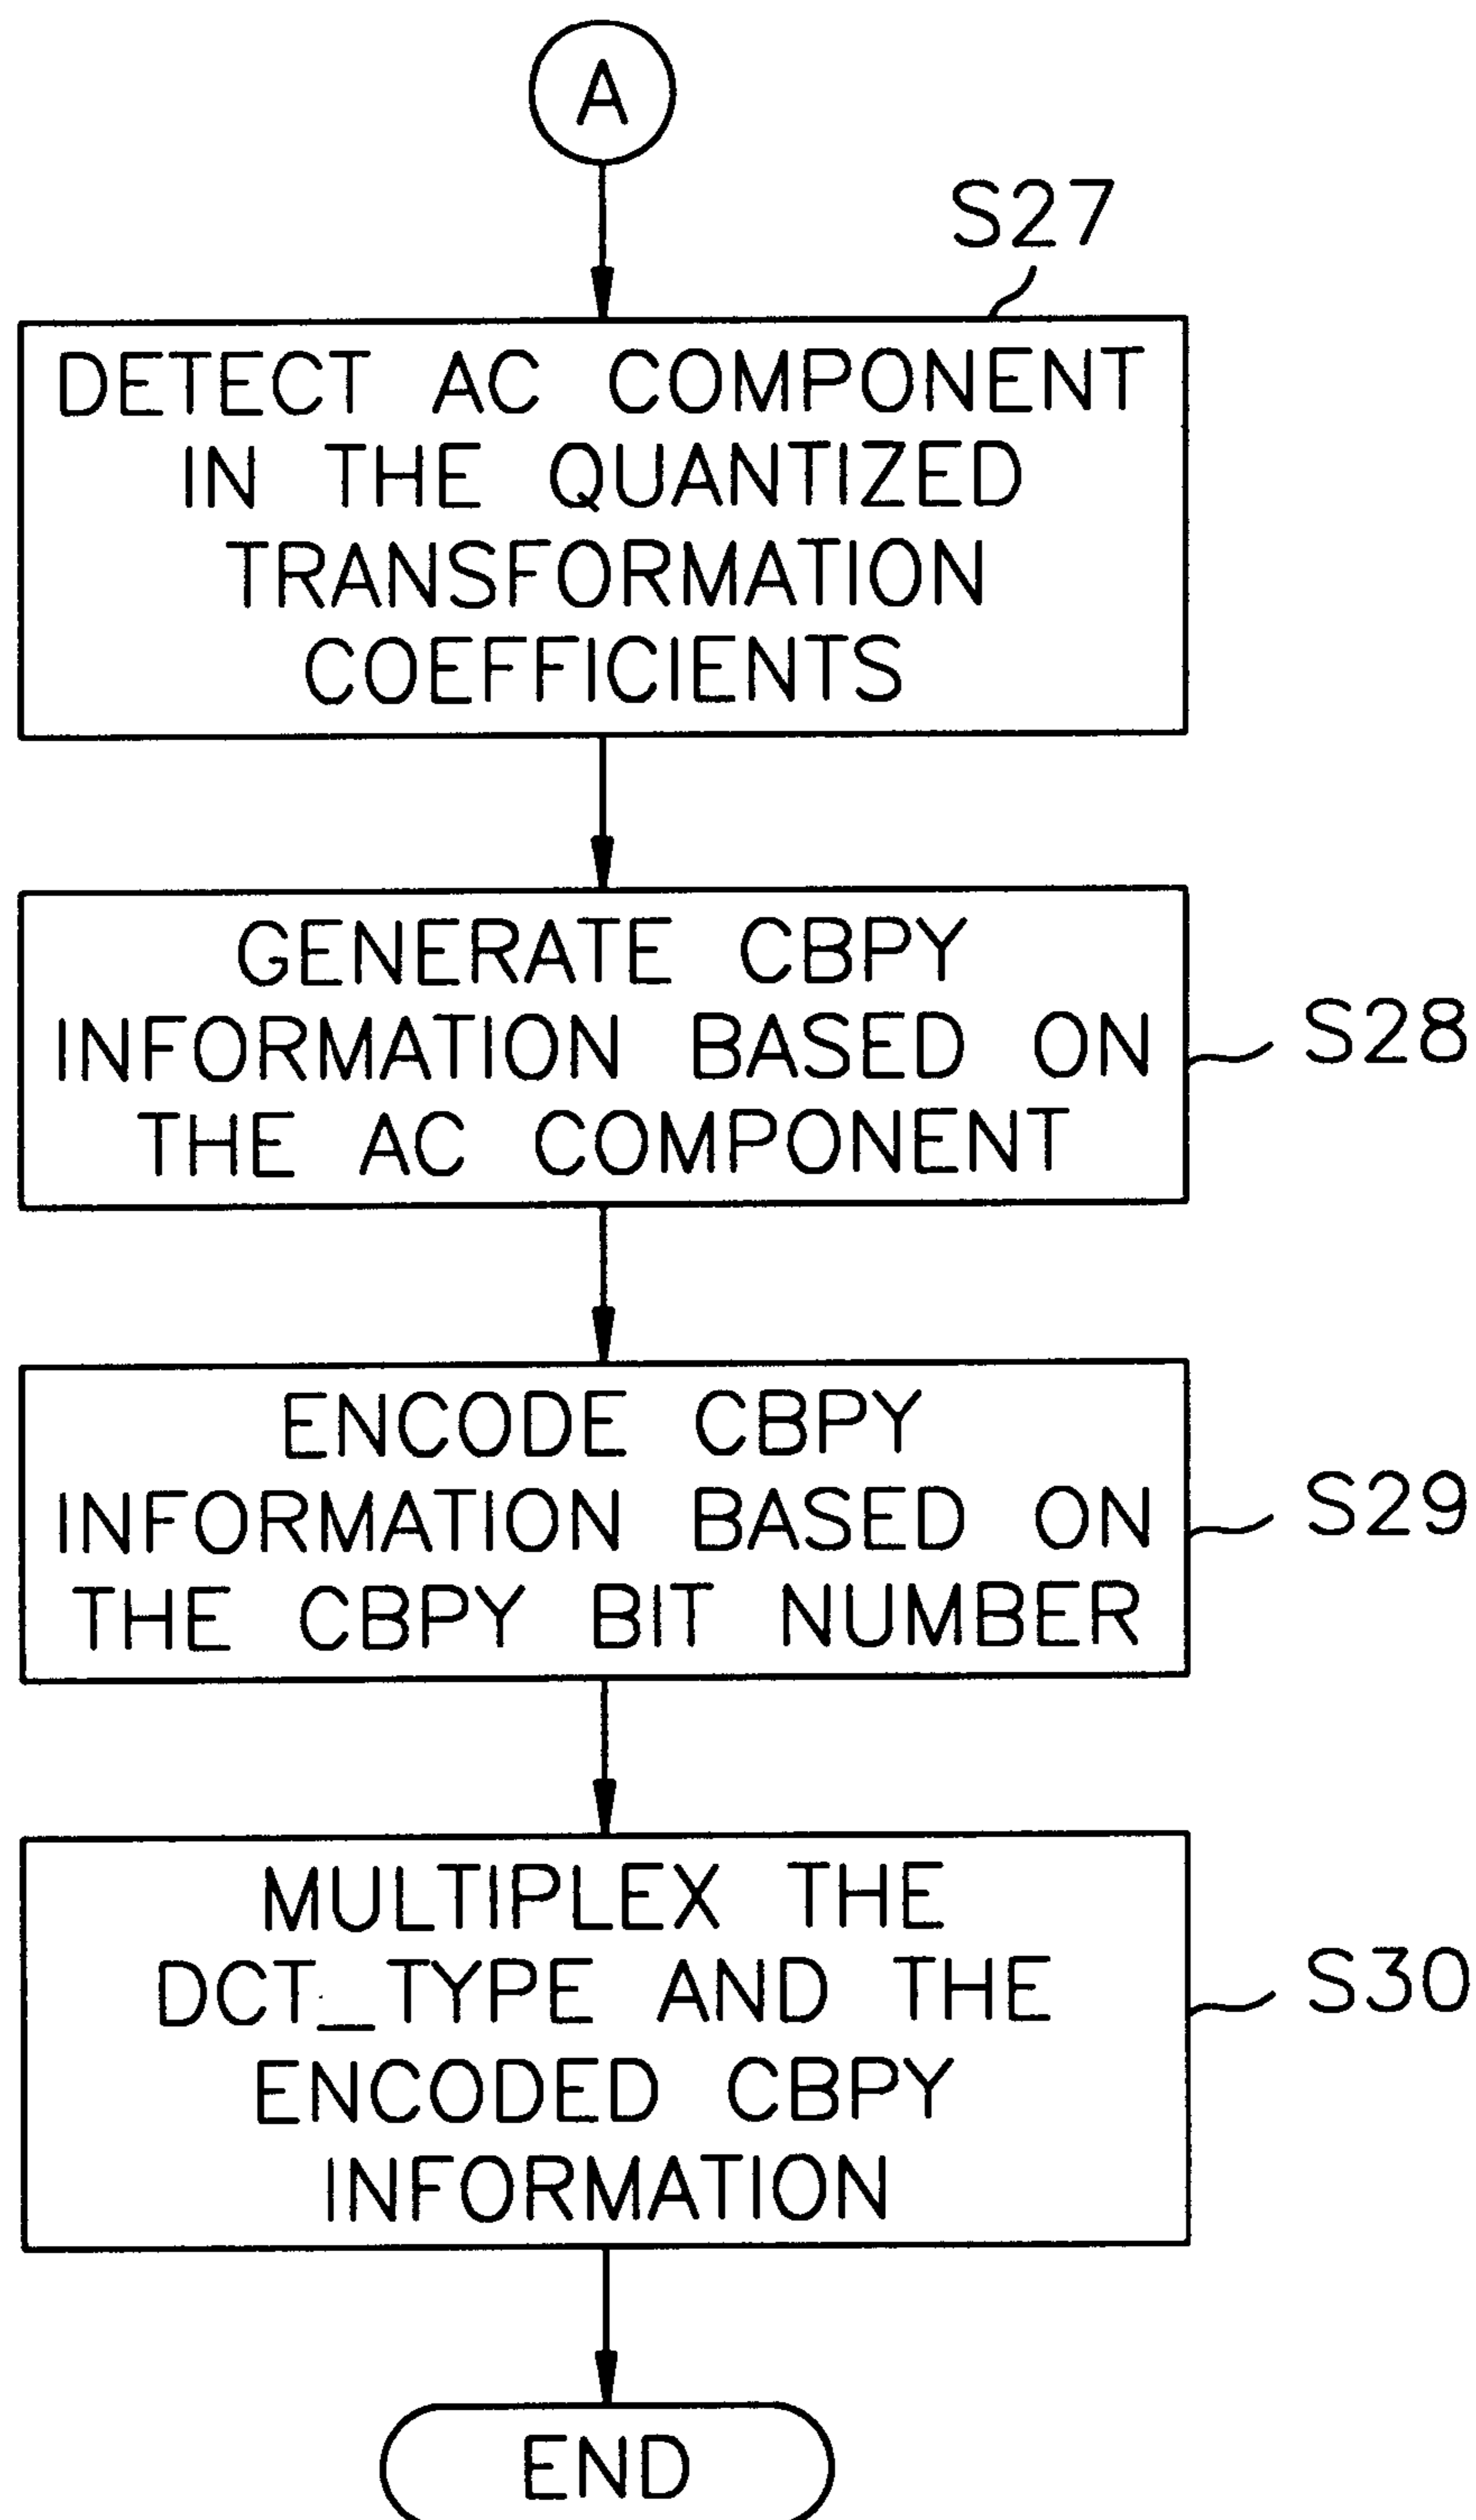 A
S27
DETECT AC COMPONENT
IN THE QUANTIZED
TRANSFORMATION
COEFFICIENTS
GENERATE CBPY
INFORMATION BASED ON
THE AC COMPONENT
S28
ENCODE CBPY
INFORMATION BASED ON
THE CBPY BIT NUMBER
S29
MULTIPLEX THE
DCT_TYPE AND THE
ENCODED CBPY
INFORMATION
S30
END